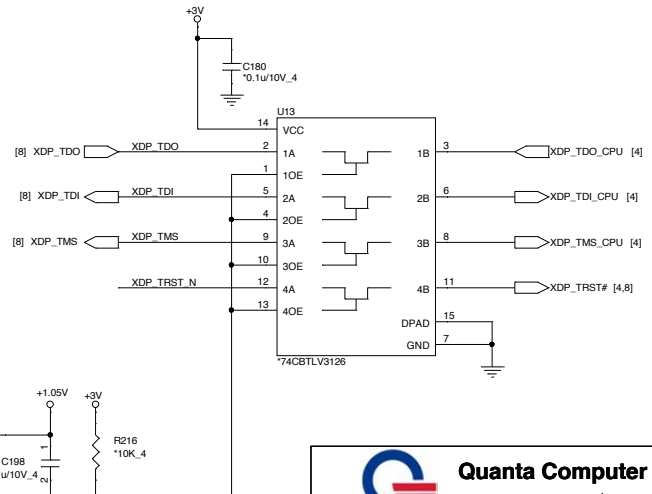 +3V
C180
*0.1u/10V_4
U13
14
VCC
[8] XDP_TDO
XDP_TDO
2
1A
1B
3
XDP_TDO_CPU [4]
1
1OE
[8] XDP_TDI
XDP_TDI
5
2A
2B
6
XDP_TDI_CPU [4]
4
2OE
[8] XDP_TMS
XDP_TMS
9
3A
3B
8
XDP_TMS_CPU [4]
10
3OE
XDP_TRST_N
12
4A
4B
11
XDP_TRST# [4,8]
13
4OE
DPAD
15
GND
7
*74CBTLV3126
+1.05V
+3V
1
C198
u/10V_4
2
R216
*10K_4
Quanta Computer